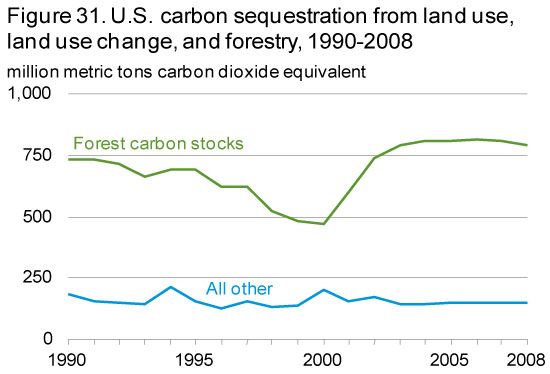 Figure 31. U.S. carbon sequestration from land use,
land use change, and forestry, 1990-2008
million metric tons carbon dioxide equivalent
1,000
Forest carbon stocks
750
500
250
All other
0
1990 1995 2000 2005 2008